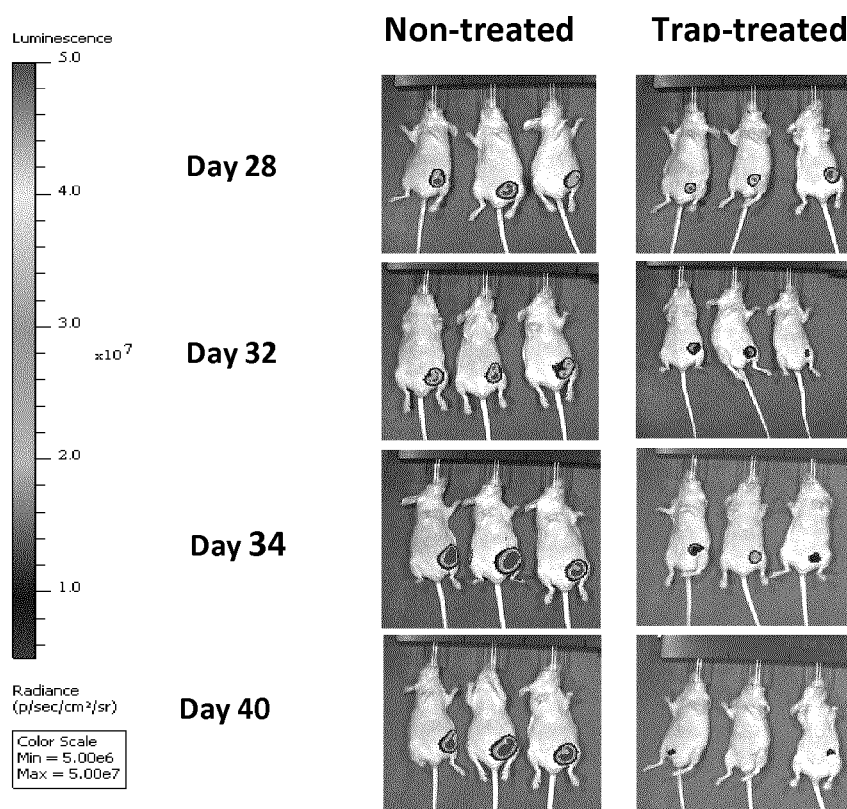 Non-treated Trap-treated
Luminescence
5.0
Day 28
4.0
3.0
x10⁷
Day 32
2.0
Day 34
1.0
Radiance
(p/sec/cm²/sr)
Day 40
Color Scale
Min = 5.00e6
Max = 5.00e7